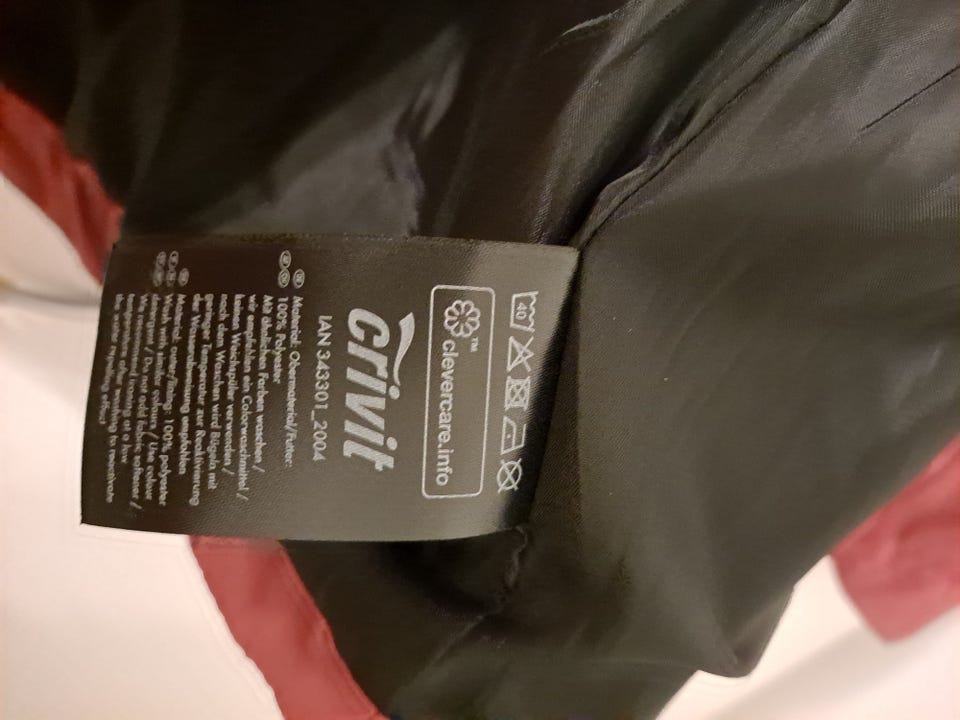 40
clevercare.info™
crivit
IAN 343301_2004
Material: Obermaterial/Futter:
100% Polyester
Mit ähnlichen Farben waschen /
wir empfehlen ein Colorwaschmittel /
keinen Weichspüler verwenden /
nach dem Waschen wird Bügeln mit
geringer Temperatur zur Reaktivierung
der Wasserabweisung empfohlen
Material: outer/lining: 100% polyester
Wash with similar colours / Use colour
detergent / Do not add fabric softener /
We recommend ironing at a low
temperature after washing to reactivate
the water repelling effect